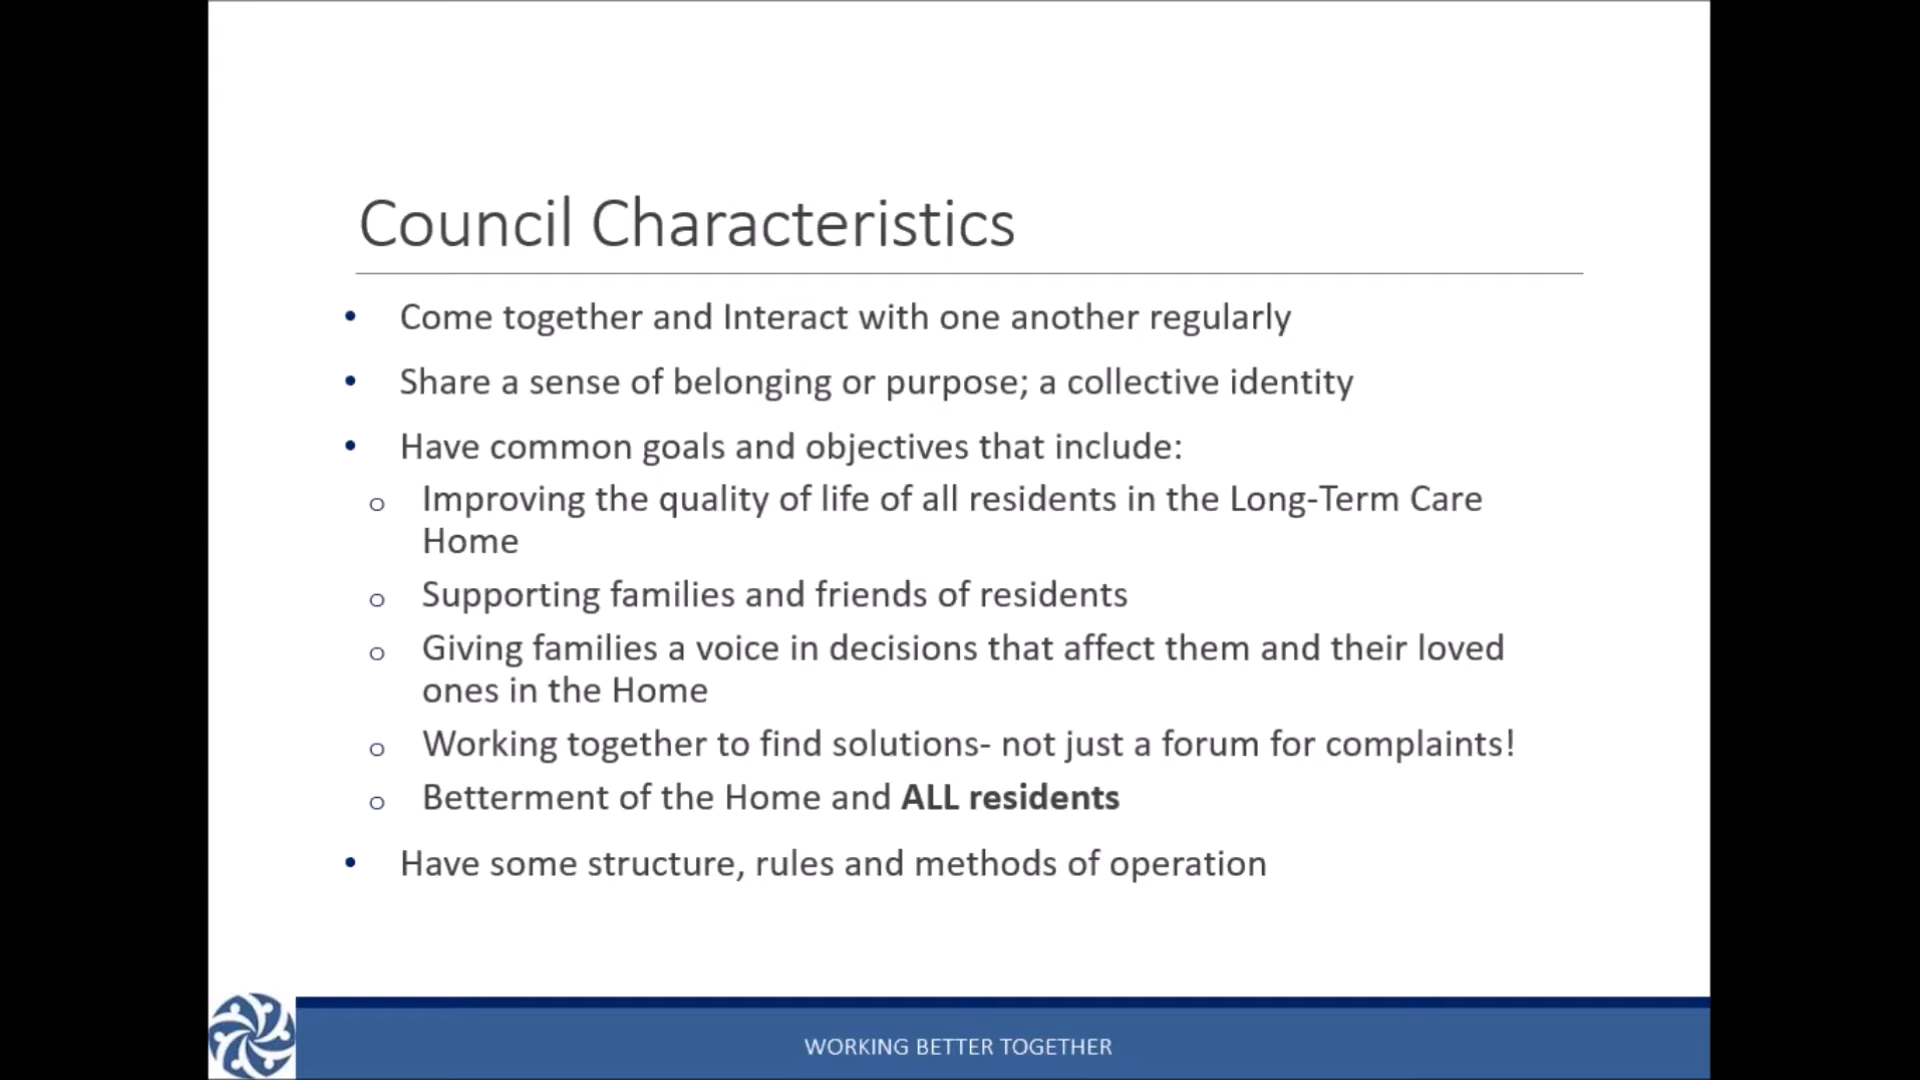 Council Characteristics
• Come together and Interact with one another regularly
• Share a sense of belonging or purpose; a collective identity
• Have common goals and objectives that include:
o Improving the quality of life of all residents in the Long-Term Care
Home
o Supporting families and friends of residents
o Giving families a voice in decisions that affect them and their loved
ones in the Home
o Working together to find solutions- not just a forum for complaints!
o Betterment of the Home and ALL residents
• Have some structure, rules and methods of operation
WORKING BETTER TOGETHER